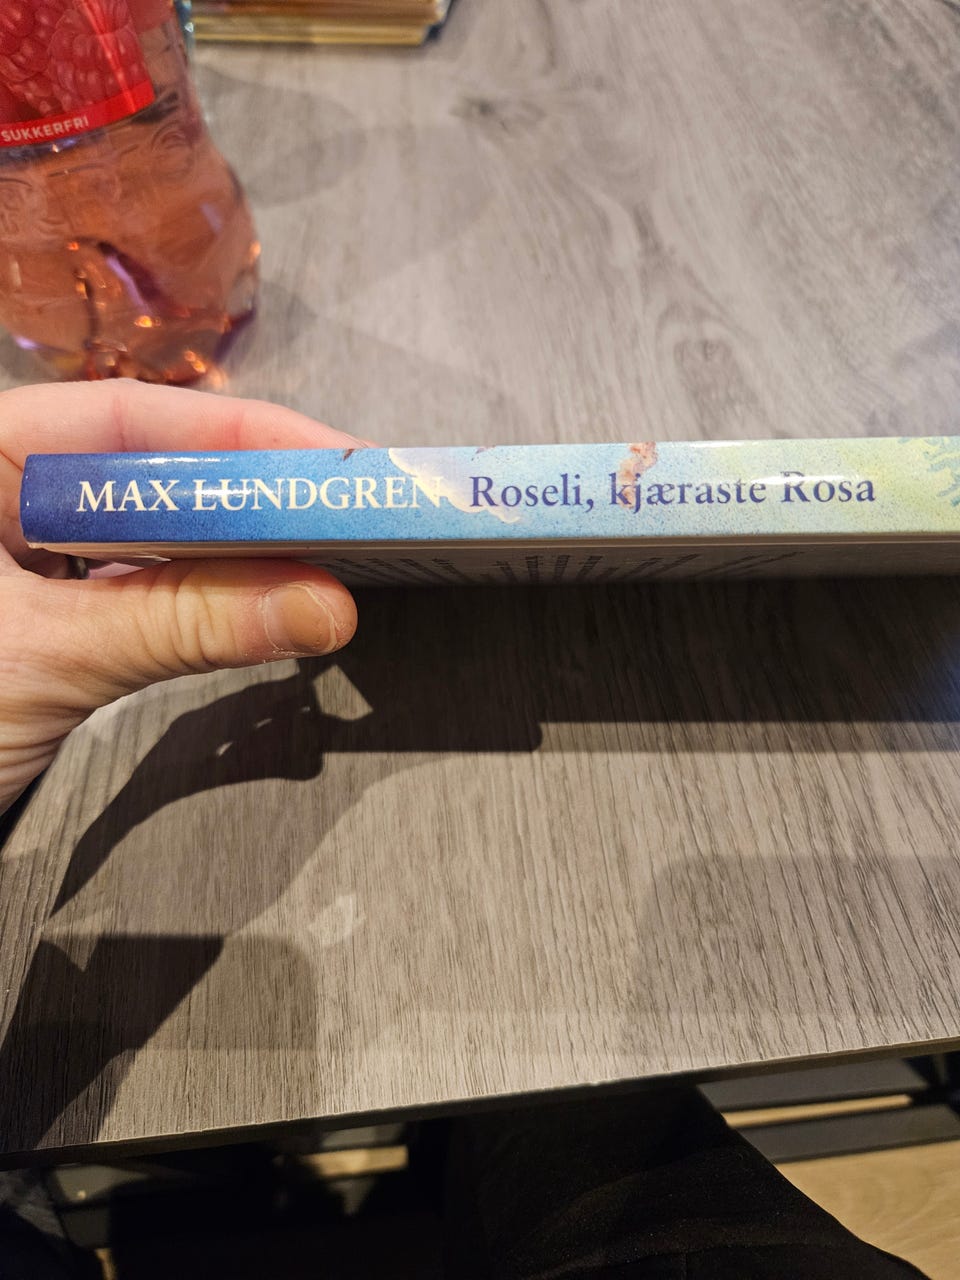 SUKKERFRI
MAX LUNDGREN Roseli, kjæraste Rosa